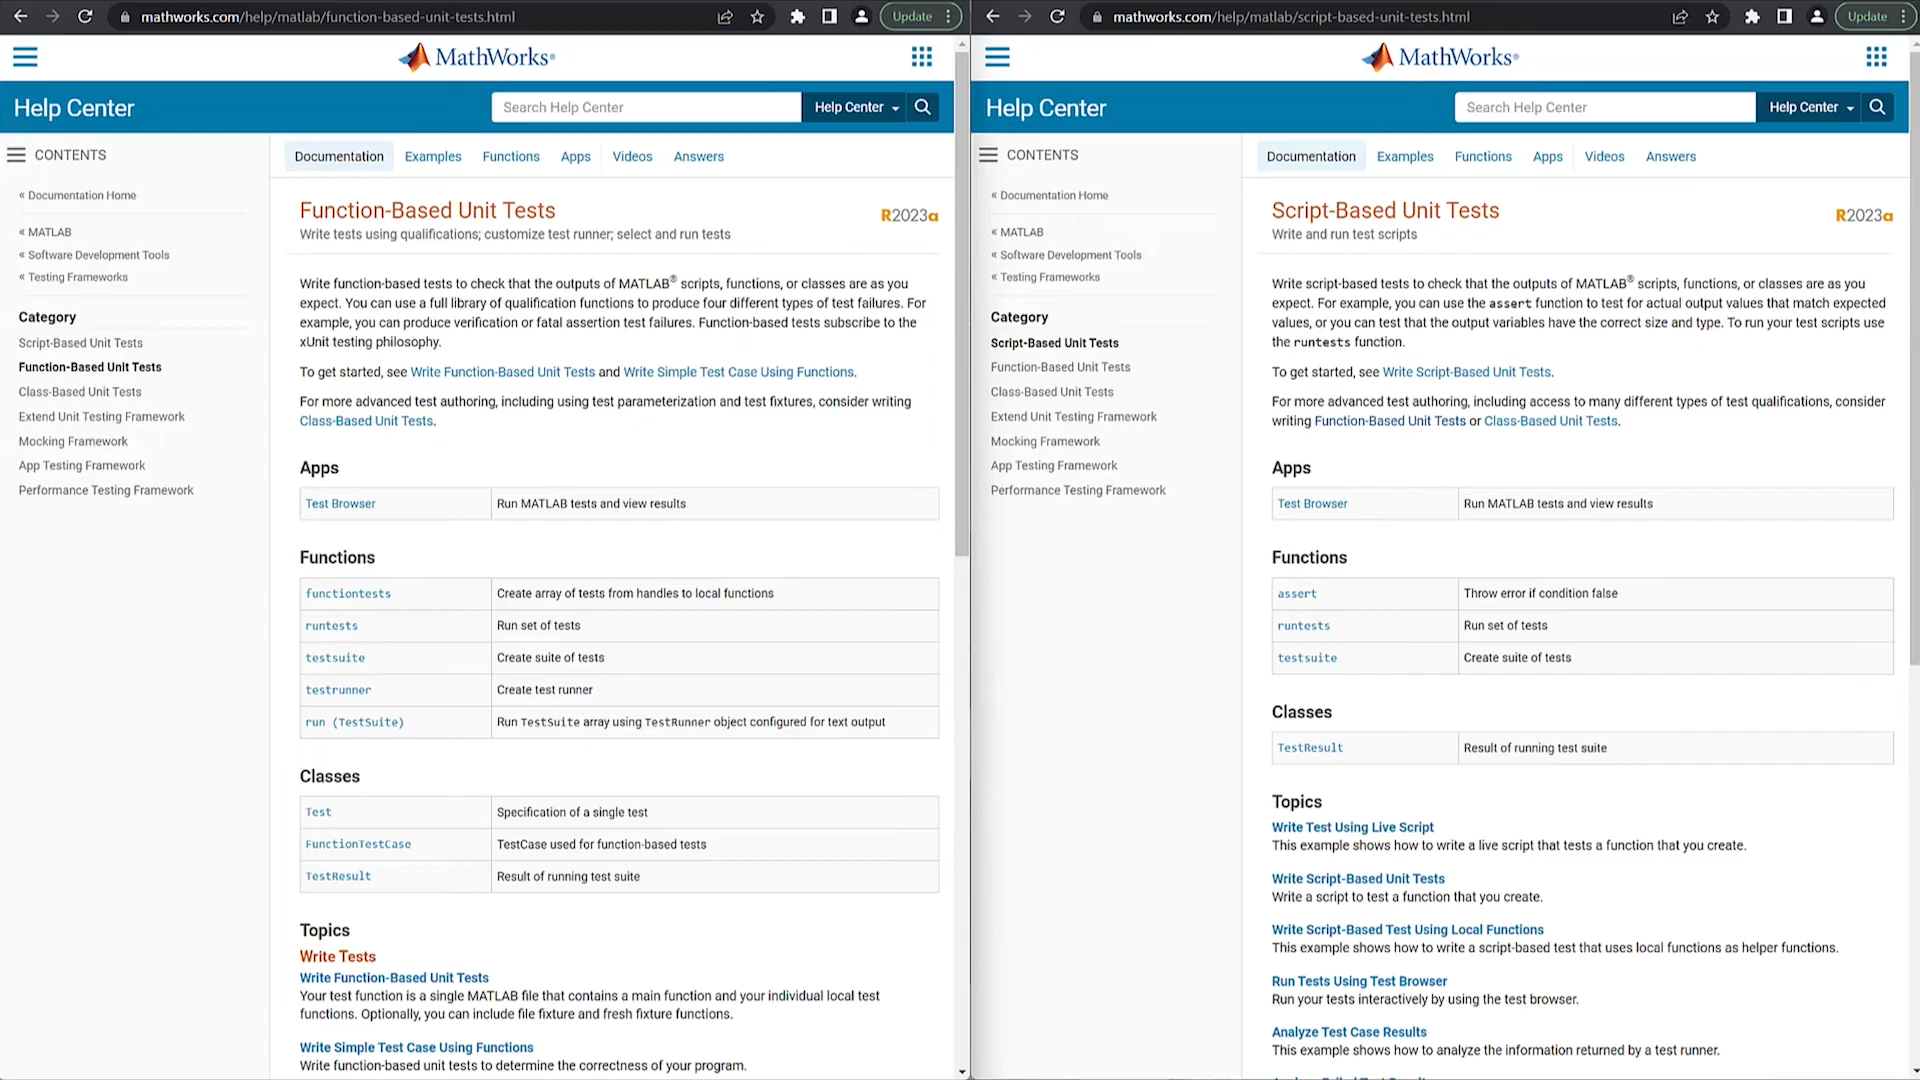 mathworks.com/help/matlab/function-based-unit-tests.html
Update
MathWorks®
Help Center
Search Help Center
Help Center
CONTENTS
Documentation
Examples
Functions
Apps
Videos
Answers
« Documentation Home
« MATLAB
« Software Development Tools
« Testing Frameworks
Category
Script-Based Unit Tests
Function-Based Unit Tests
Class-Based Unit Tests
Extend Unit Testing Framework
Mocking Framework
App Testing Framework
Performance Testing Framework
Function-Based Unit Tests
R2023a
Write tests using qualifications; customize test runner; select and run tests
Write function-based tests to check that the outputs of MATLAB® scripts, functions, or classes are as you
expect. You can use a full library of qualification functions to produce four different types of test failures. For
example, you can produce verification or fatal assertion test failures. Function-based tests subscribe to the
xUnit testing philosophy.
To get started, see Write Function-Based Unit Tests and Write Simple Test Case Using Functions.
For more advanced test authoring, including using test parameterization and test fixtures, consider writing
Class-Based Unit Tests.
Apps
Test Browser Run MATLAB tests and view results
Functions
functiontests Create array of tests from handles to local functions
runtests Run set of tests
testsuite Create suite of tests
testrunner Create test runner
run (TestSuite) Run TestSuite array using TestRunner object configured for text output
Classes
Test Specification of a single test
FunctionTestCase TestCase used for function-based tests
TestResult Result of running test suite
Topics
Write Tests
Write Function-Based Unit Tests
Your test function is a single MATLAB file that contains a main function and your individual local test
functions. Optionally, you can include file fixture and fresh fixture functions.
Write Simple Test Case Using Functions
Write function-based unit tests to determine the correctness of your program.
mathworks.com/help/matlab/script-based-unit-tests.html
Update
MathWorks®
Help Center
Search Help Center
Help Center
CONTENTS
Documentation
Examples
Functions
Apps
Videos
Answers
« Documentation Home
« MATLAB
« Software Development Tools
« Testing Frameworks
Category
Script-Based Unit Tests
Function-Based Unit Tests
Class-Based Unit Tests
Extend Unit Testing Framework
Mocking Framework
App Testing Framework
Performance Testing Framework
Script-Based Unit Tests
R2023a
Write and run test scripts
Write script-based tests to check that the outputs of MATLAB® scripts, functions, or classes are as you
expect. For example, you can use the assert function to test for actual output values that match expected
values, or you can test that the output variables have the correct size and type. To run your test scripts use
the runtests function.
To get started, see Write Script-Based Unit Tests.
For more advanced test authoring, including access to many different types of test qualifications, consider
writing Function-Based Unit Tests or Class-Based Unit Tests.
Apps
Test Browser Run MATLAB tests and view results
Functions
assert Throw error if condition false
runtests Run set of tests
testsuite Create suite of tests
Classes
TestResult Result of running test suite
Topics
Write Test Using Live Script
This example shows how to write a live script that tests a function that you create.
Write Script-Based Unit Tests
Write a script to test a function that you create.
Write Script-Based Test Using Local Functions
This example shows how to write a script-based test that uses local functions as helper functions.
Run Tests Using Test Browser
Run your tests interactively by using the test browser.
Analyze Test Case Results
This example shows how to analyze the information returned by a test runner.